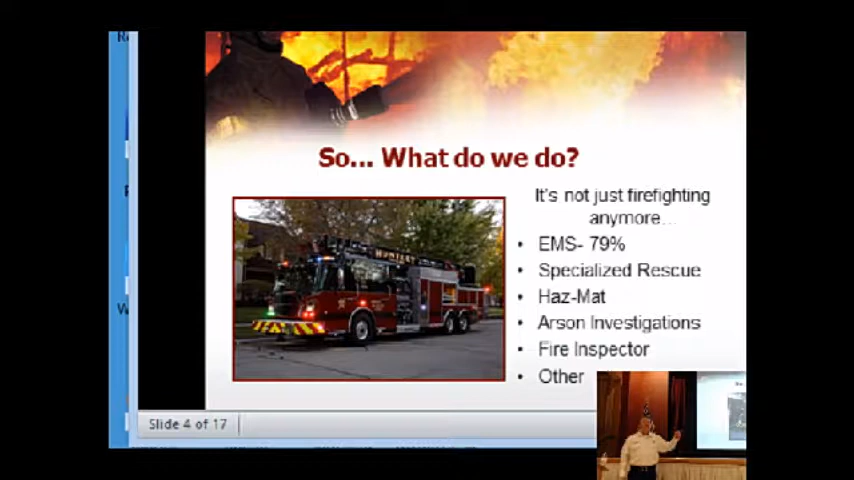 So... What do we do?
It's not just firefighting
anymore...
• EMS- 79%
• Specialized Rescue
• Haz-Mat
• Arson Investigations
• Fire Inspector
• Other
Slide 4 of 17